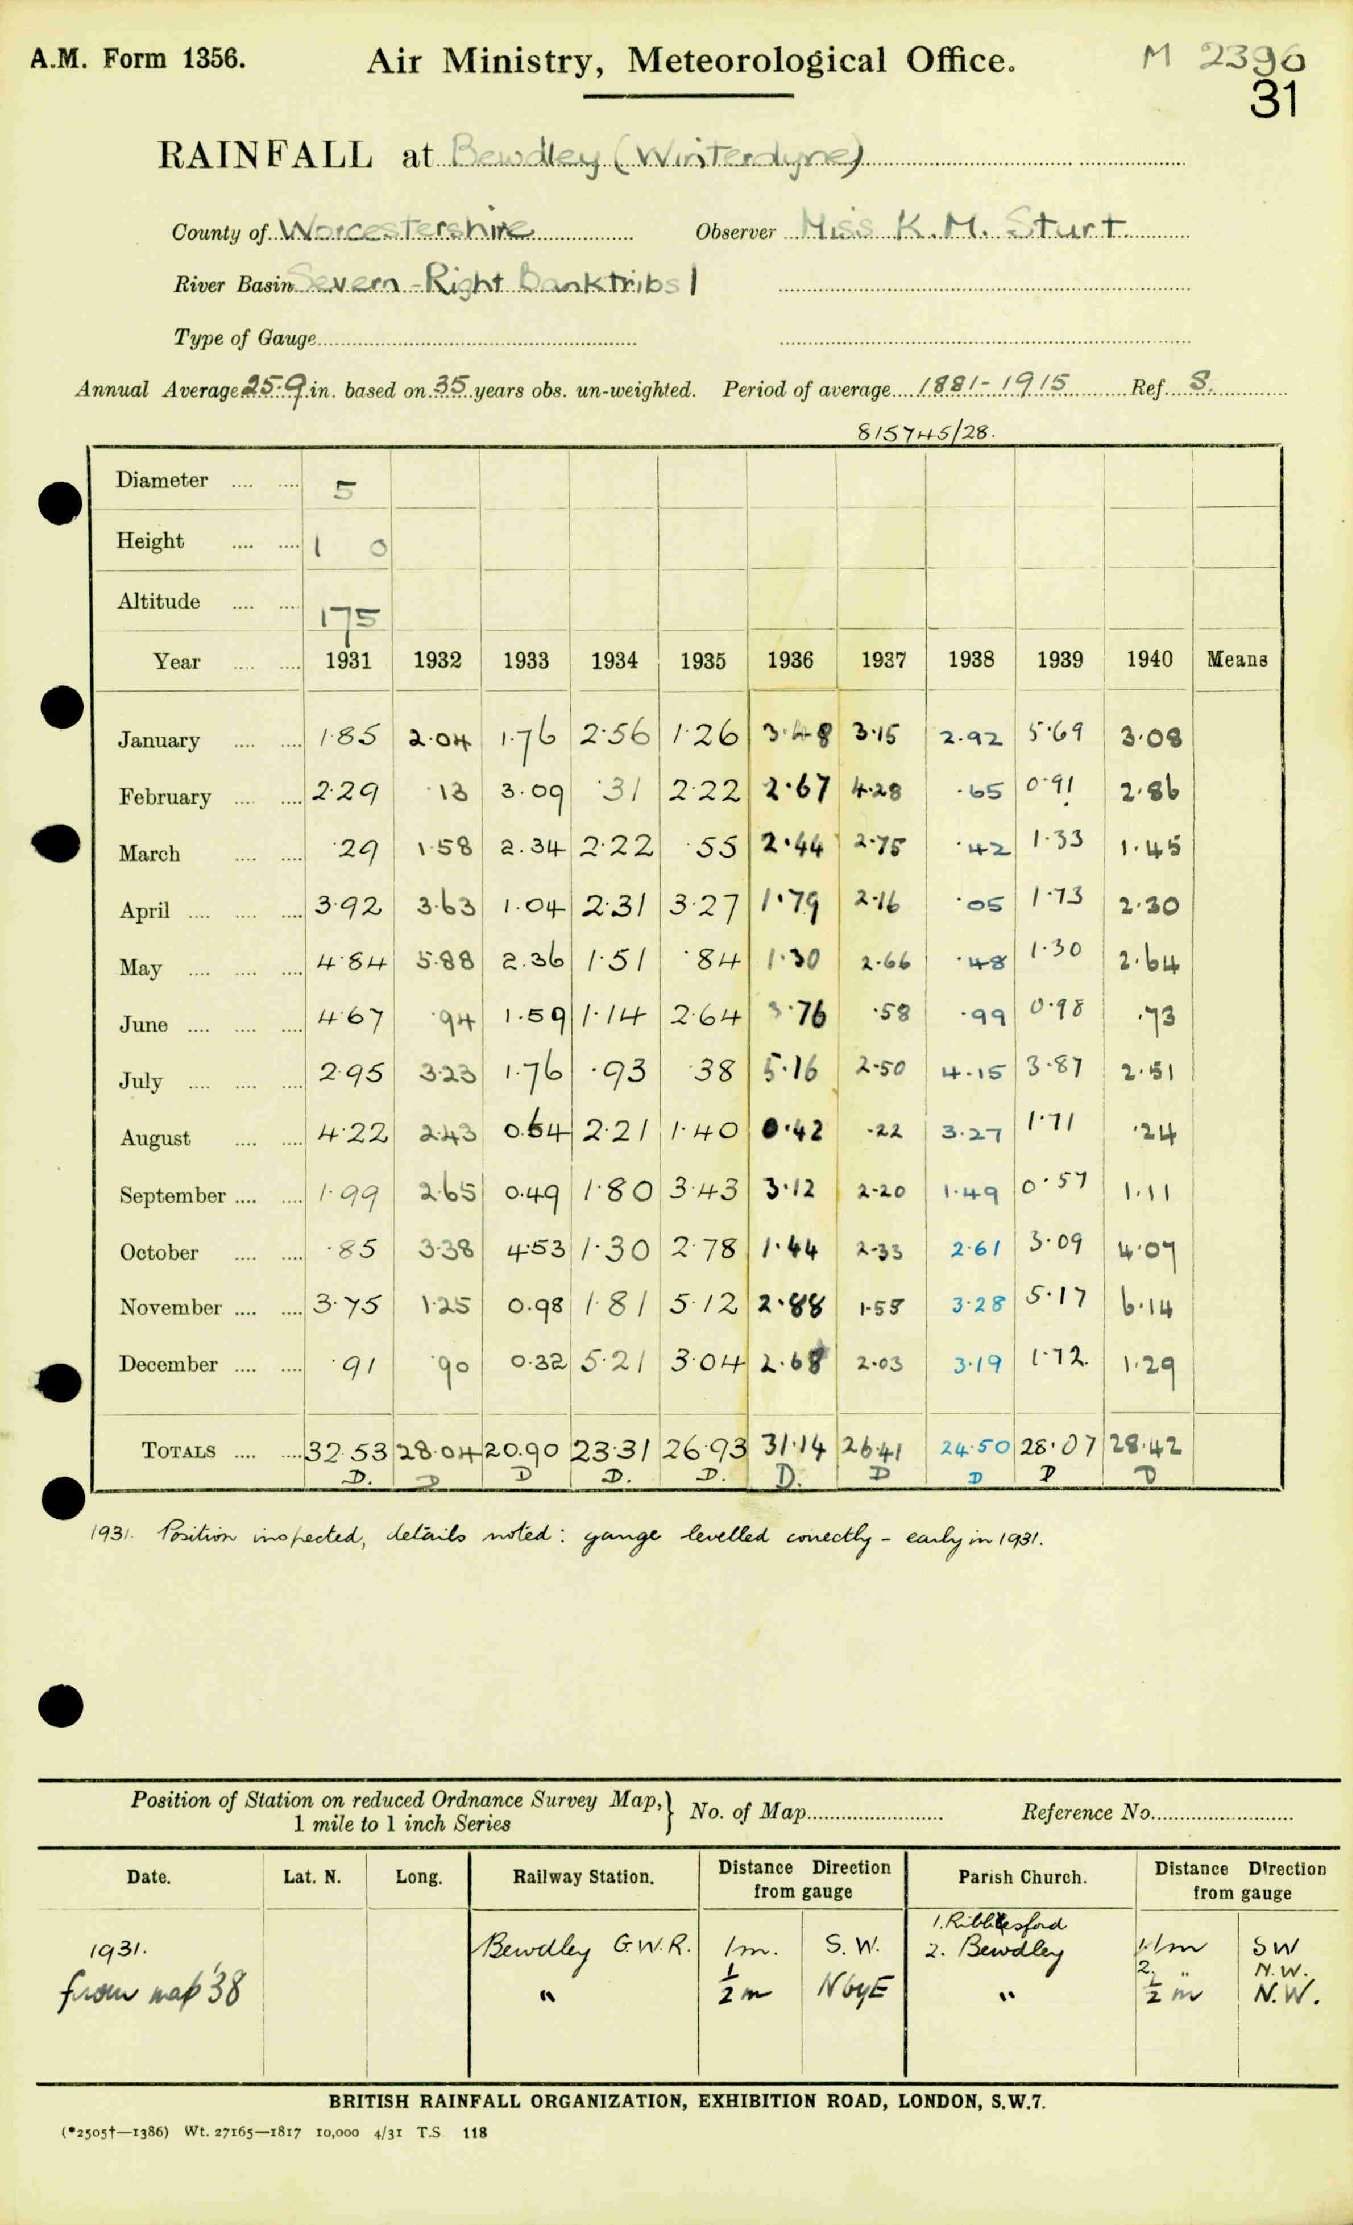 A.M. Form 1356. Air Ministry, Meteorological Office. M 2396
31
RAINFALL at Bewdley (Winterdyne)
County of Worcestershire Observer Miss K.M. Sturt
River Basin Severn - Right Bank tribs 1
Type of Gauge
Annual Average 25.9 in. based on 35 years obs. un-weighted. Period of average 1881-1915 Ref. S.
815745/28.
Diameter 5
Height 1 0
Altitude 175
Year 1931 1932 1933 1934 1935 1936 1937 1938 1939 1940 Means
January 1.85 2.04 1.76 2.56 1.26 3.48 3.15 2.92 5.69 3.08
February 2.29 .13 3.09 .31 2.22 2.67 4.28 .65 0.91 2.86
March .29 1.58 2.34 2.22 .55 2.44 2.75 .42 1.33 1.45
April 3.92 3.63 1.04 2.31 3.27 1.79 2.16 .05 1.73 2.30
May 4.84 5.88 2.36 1.51 .84 1.30 2.66 .48 1.30 2.64
June 4.67 .94 1.59 1.14 2.64 3.76 .58 .99 0.98 .73
July 2.95 3.23 1.76 .93 .38 5.16 2.50 4.15 3.87 2.51
August 4.22 2.43 0.64 2.21 1.40 0.42 .22 3.27 1.71 .24
September 1.99 2.65 0.49 1.80 3.43 3.12 2.20 1.49 0.57 1.11
October .85 3.38 4.53 1.30 2.78 1.44 2.33 2.61 3.09 4.07
November 3.75 1.25 0.98 1.81 5.12 2.88 1.55 3.28 5.17 6.14
December .91 .90 0.32 5.21 3.04 2.68 2.03 3.19 1.72 1.29
TOTALS 32.53 28.04 20.90 23.31 26.93 31.14 26.41 24.50 28.07 28.42
D. D D D. D. D. D D D D
1931. Position inspected, details noted: gauge levelled correctly - early in 1931.
Position of Station on reduced Ordnance Survey Map, } No. of Map Reference No.
1 mile to 1 inch Series
Date. Lat. N. Long. Railway Station. Distance Direction from gauge Parish Church. Distance Direction from gauge
1. Ribbesford
1931. Bewdley G.W.R. 1m. S.W. 2. Bewdley 1. 1m SW
2. " N.W.
from map '38 " ½ m N by E " ½ m N.W.
BRITISH RAINFALL ORGANIZATION, EXHIBITION ROAD, LONDON, S.W.7.
(*2505†—1386) Wt. 27165—1817 10,000 4/31 T.S. 118